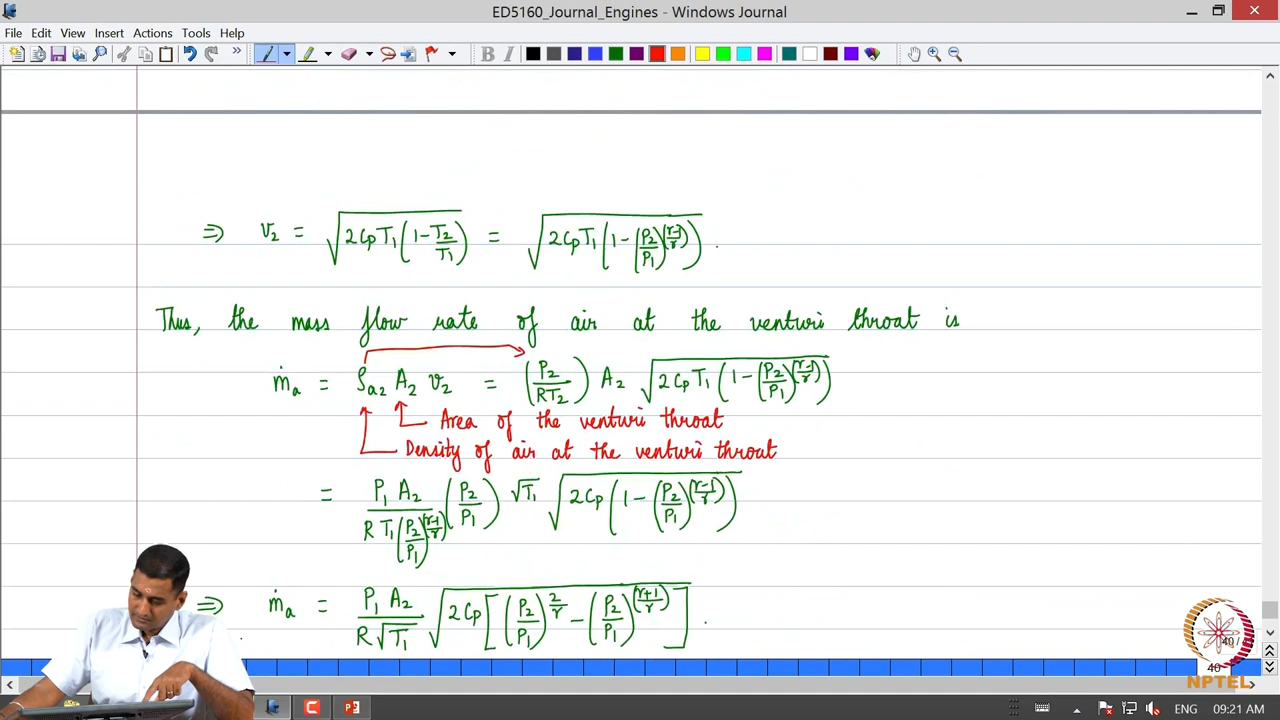 ED5160_Journal_Engines - Windows Journal
File Edit View Insert Actions Tools Help
⇒ v₂ = √(2CpT₁(1 - T₂/T₁)) = √(2CpT₁(1 - (P₂/P₁)^((γ-1)/γ))).
Thus, the mass flow rate of air at the venturi throat is
ṁₐ = ρₐ₂ A₂ v₂ = (P₂/RT₂) A₂ √(2CpT₁(1 - (P₂/P₁)^((γ-1)/γ)))
Area of the venturi throat
Density of air at the venturi throat
= P₁A₂/(RT₁(P₂/P₁)^((γ-1)/γ)) (P₂/P₁) √T₁ √(2Cp(1 - (P₂/P₁)^((γ-1)/γ)))
⇒ ṁₐ = P₁A₂/(R√T₁) √(2Cp[(P₂/P₁)^(2/γ) - (P₂/P₁)^((γ+1)/γ)]).
40
NPTEL
ENG 09:21 AM